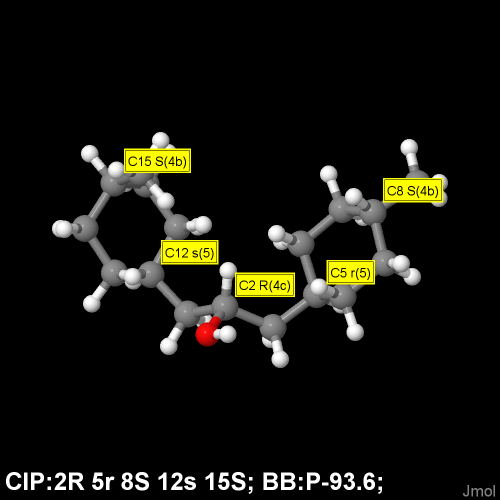 C15 S(4b)
C8 S(4b)
C12 s(5)
C5 r(5)
C2 R(4c)
CIP:2R 5r 8S 12s 15S; BB:P-93.6;
Jmol